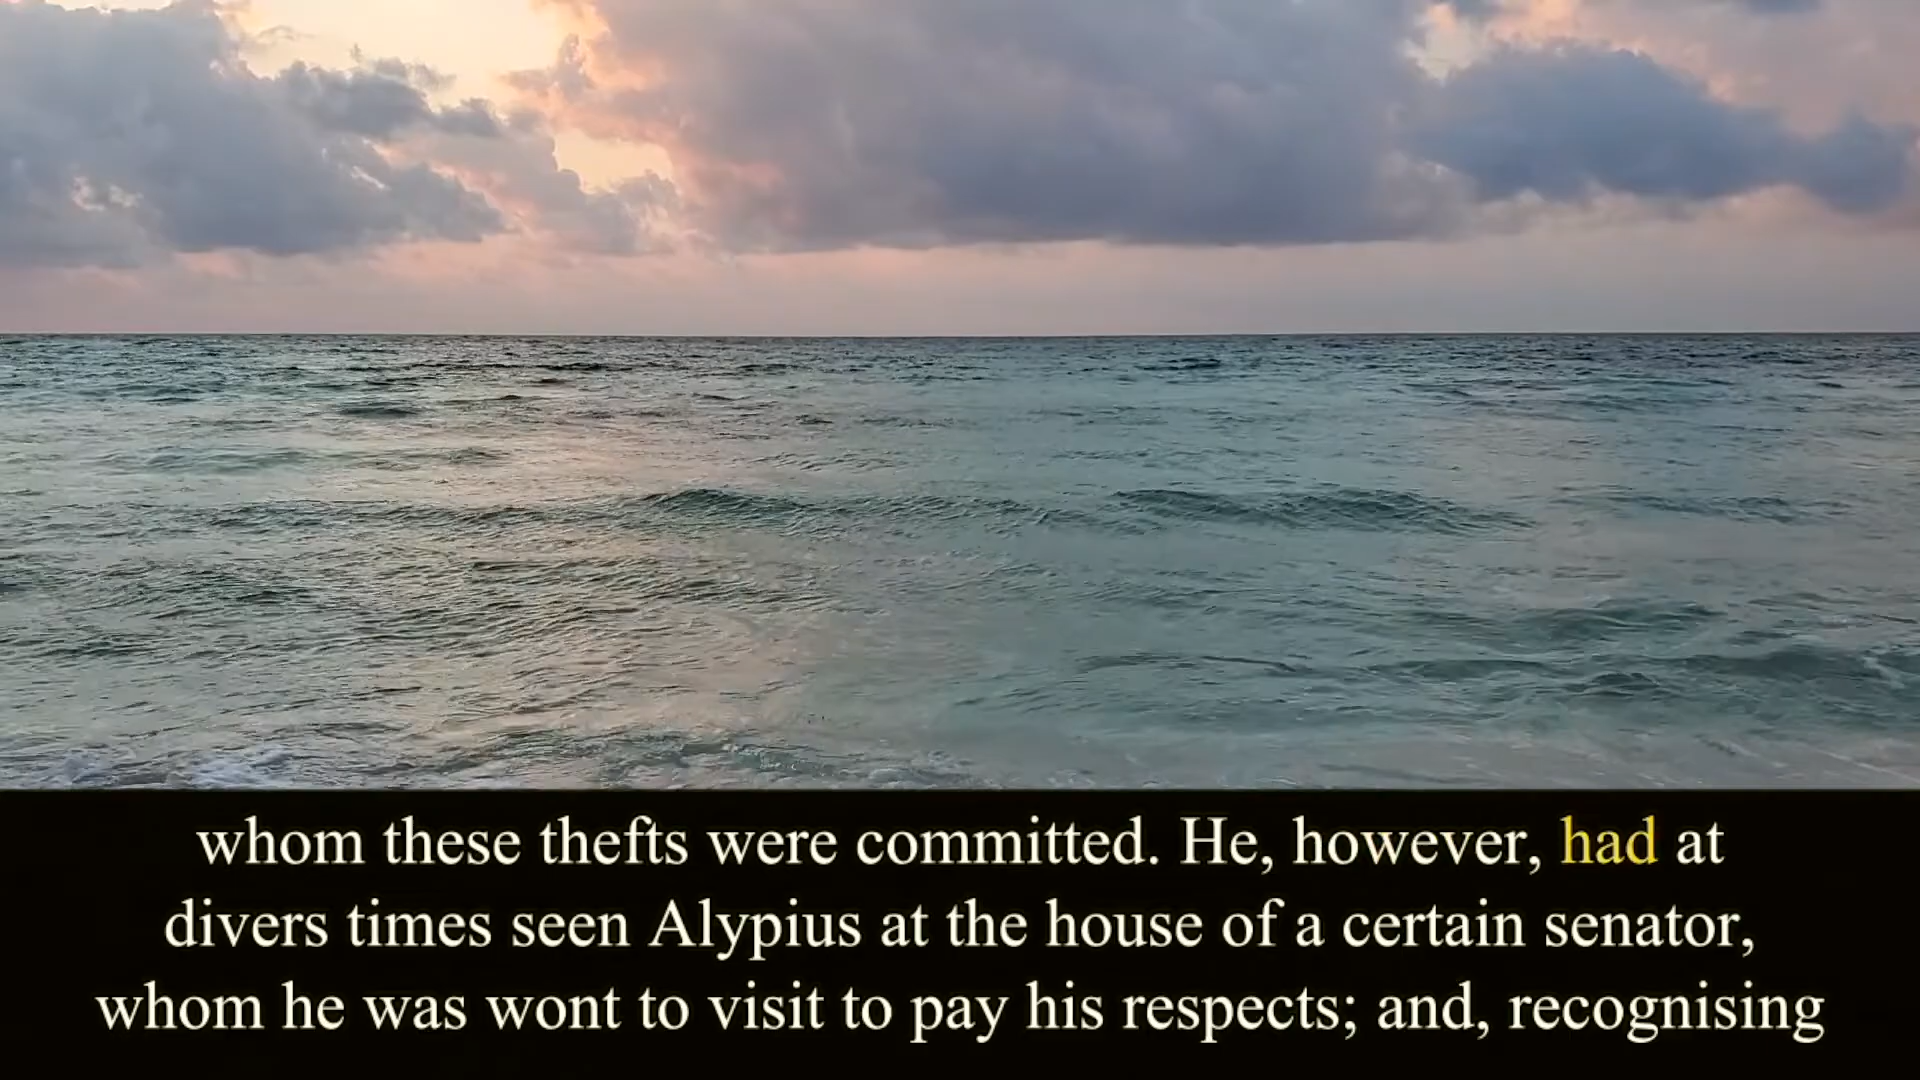 whom these thefts were committed. He, however, had at
divers times seen Alypius at the house of a certain senator,
whom he was wont to visit to pay his respects; and, recognising